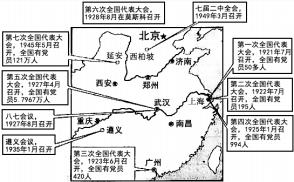 第六次全国代表大会，
1928年8月在莫斯科召开
七届二中全会，
1949年3月召开
第七次全国代表大
会，1945年5月召
开，全国有党
员121万人
北京
延安
西柏坡
济南
第一次全国代表
大会，1921年7月
召开，全国有党
员50多人
第五次全国代表
大会，1927年4月
召开，全国有党
员5.7967万人
西安
郑州
第二次全国代表
大会，1922年7月
召开，全国有党
员195人
上海
武汉
八七会议，
1927年8月召开
重庆
南昌
第四次全国代表大
会，1925年1月召
开，全国有党员
994人
遵义
遵义会议，
1935年1月召开
第三次全国代表大
会，1923年6月召
开，全国有党员
420人
广州